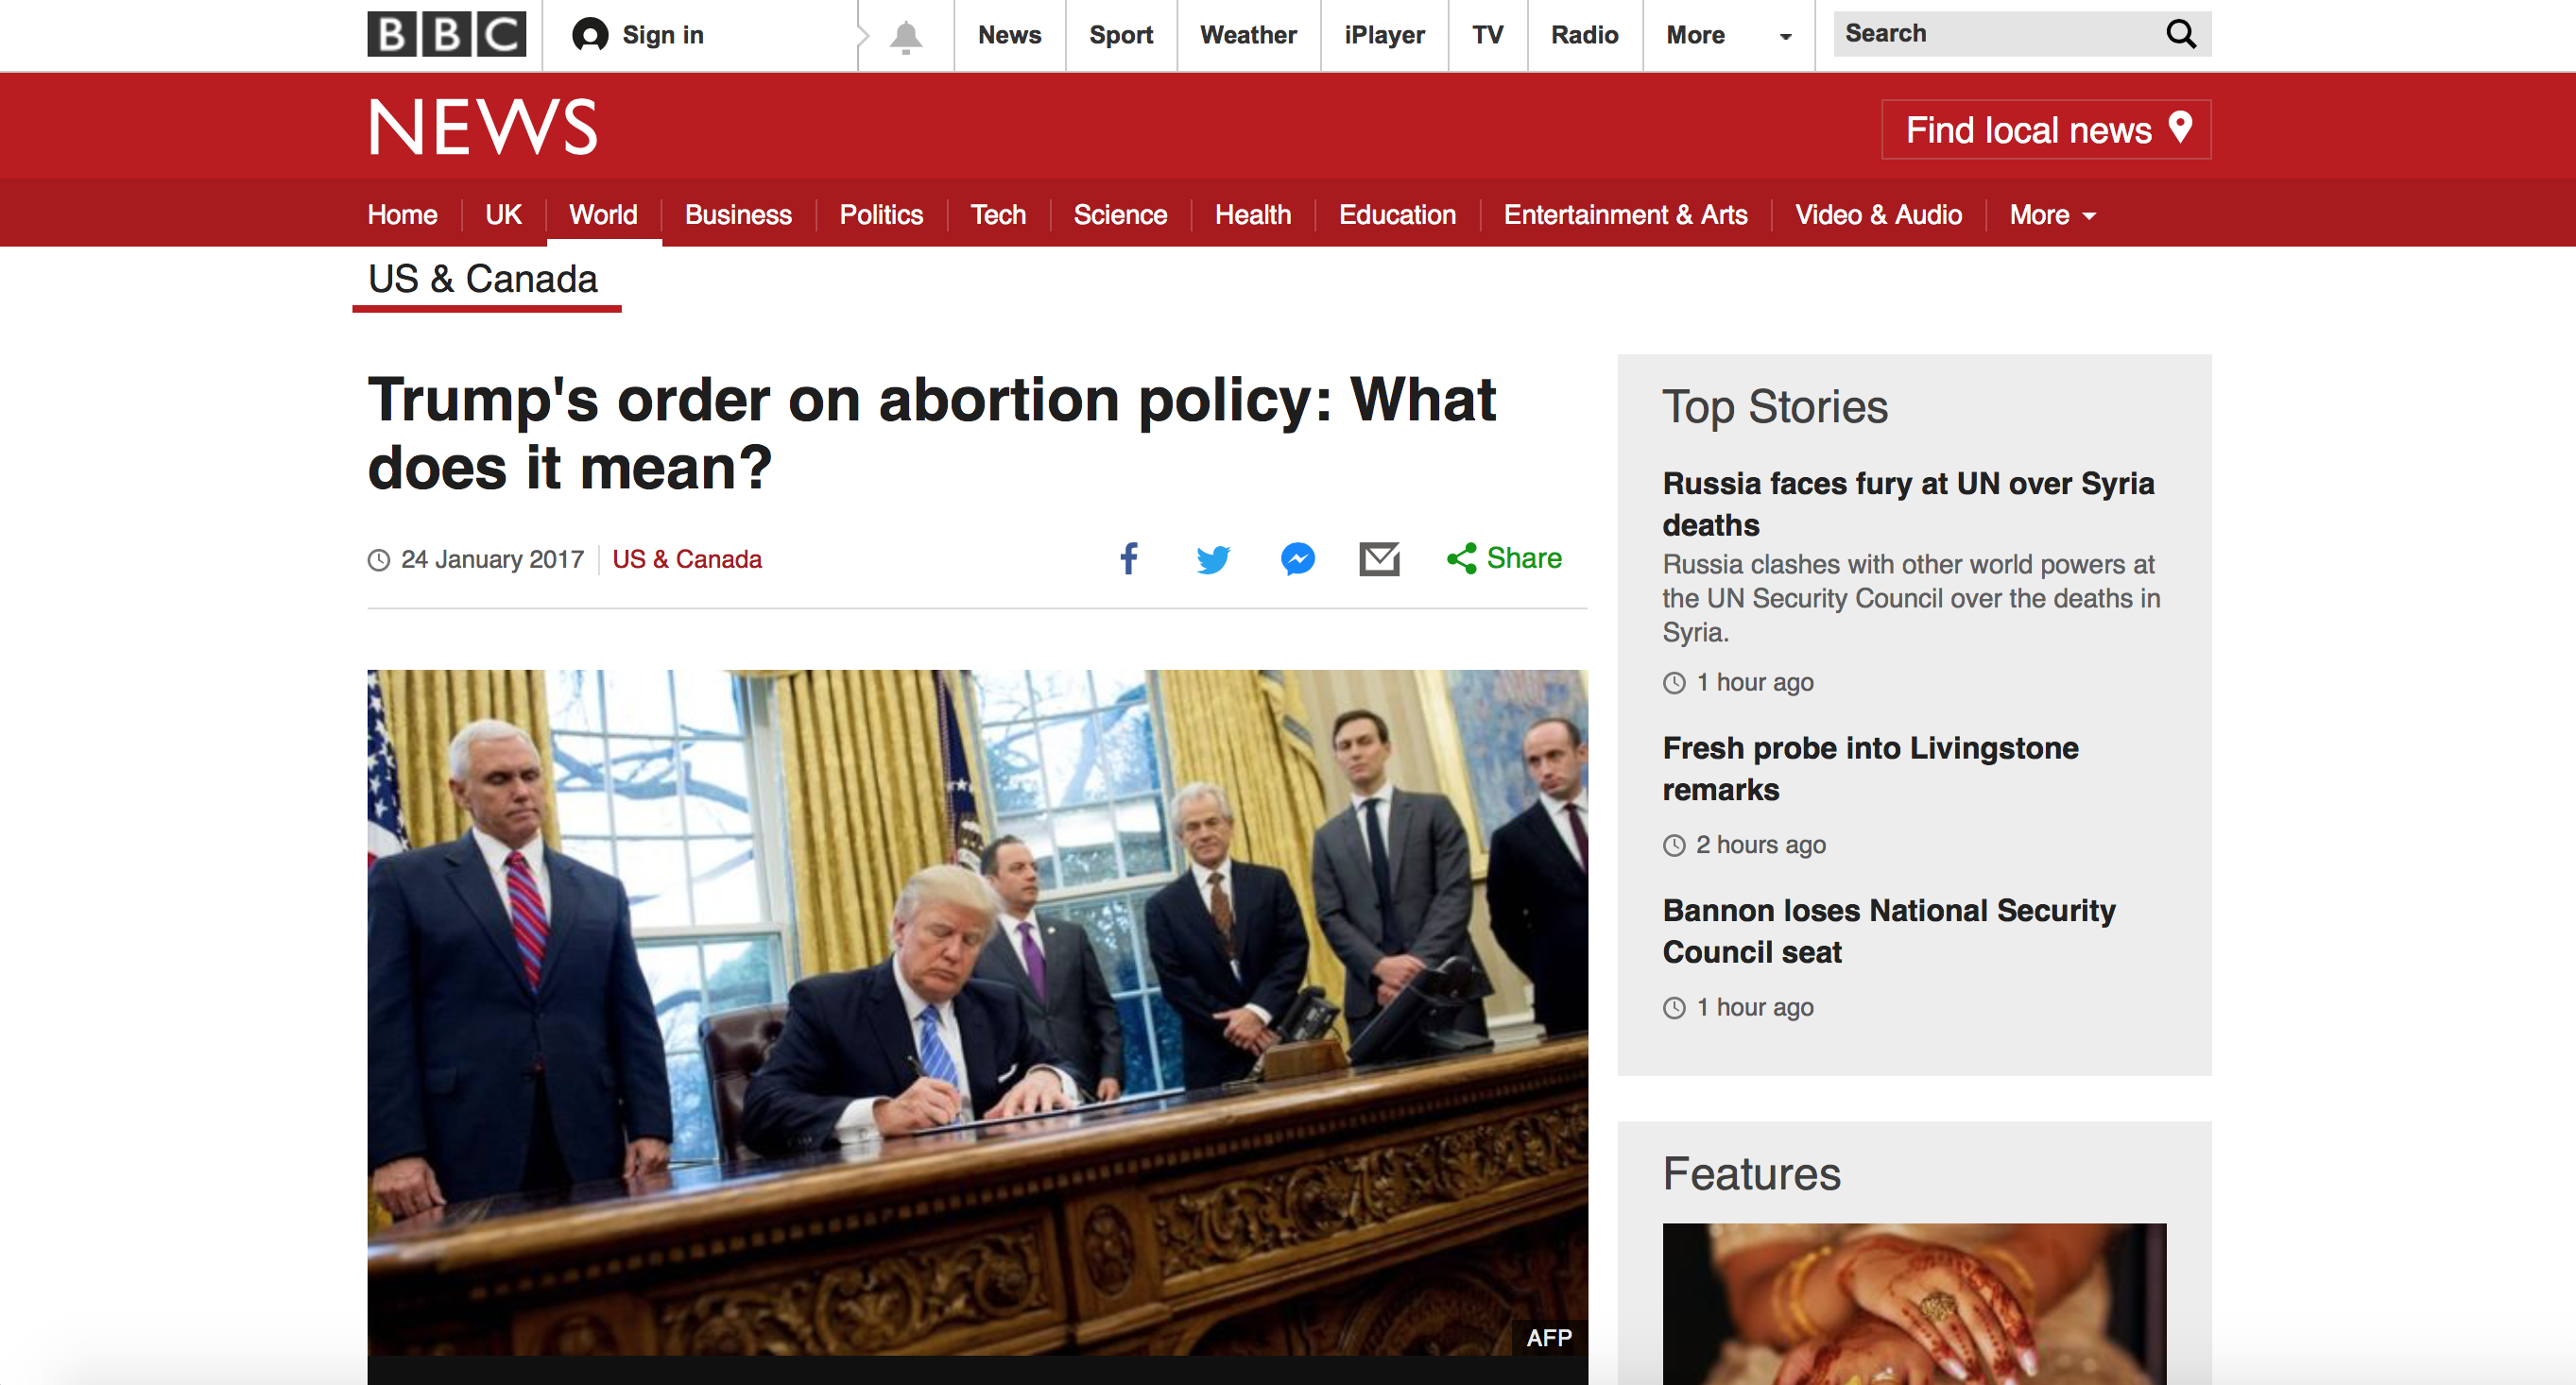 BBC
Sign in
News
Sport
Weather
iPlayer
TV
Radio
More
Search
NEWS
Find local news
Home
UK
World
Business
Politics
Tech
Science
Health
Education
Entertainment & Arts
Video & Audio
More
US & Canada
Trump's order on abortion policy: What
does it mean?
24 January 2017
US & Canada
Share
AFP
Top Stories
Russia faces fury at UN over Syria
deaths
Russia clashes with other world powers at
the UN Security Council over the deaths in
Syria.
1 hour ago
Fresh probe into Livingstone
remarks
2 hours ago
Bannon loses National Security
Council seat
1 hour ago
Features